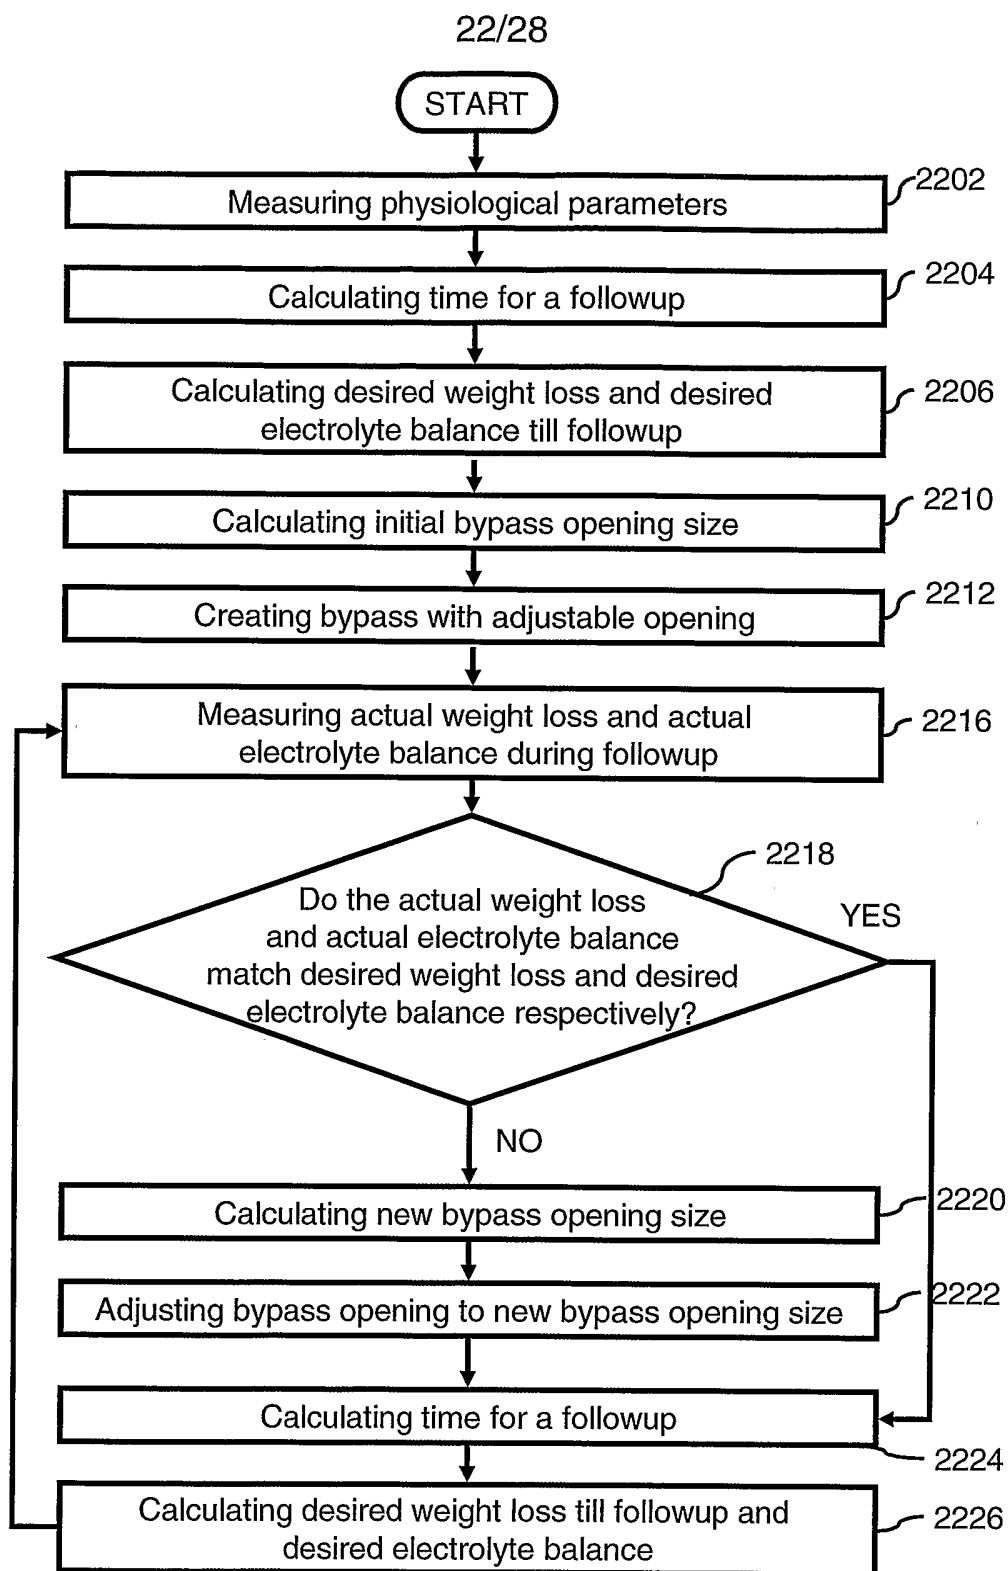 22/28
START
Measuring physiological parameters
2202
Calculating time for a followup
2204
Calculating desired weight loss and desired
electrolyte balance till followup
2206
Calculating initial bypass opening size
2210
Creating bypass with adjustable opening
2212
Measuring actual weight loss and actual
electrolyte balance during followup
2216
2218
Do the actual weight loss
and actual electrolyte balance
match desired weight loss and desired
electrolyte balance respectively?
YES
NO
Calculating new bypass opening size
2220
Adjusting bypass opening to new bypass opening size
2222
Calculating time for a followup
2224
Calculating desired weight loss till followup and
desired electrolyte balance
2226